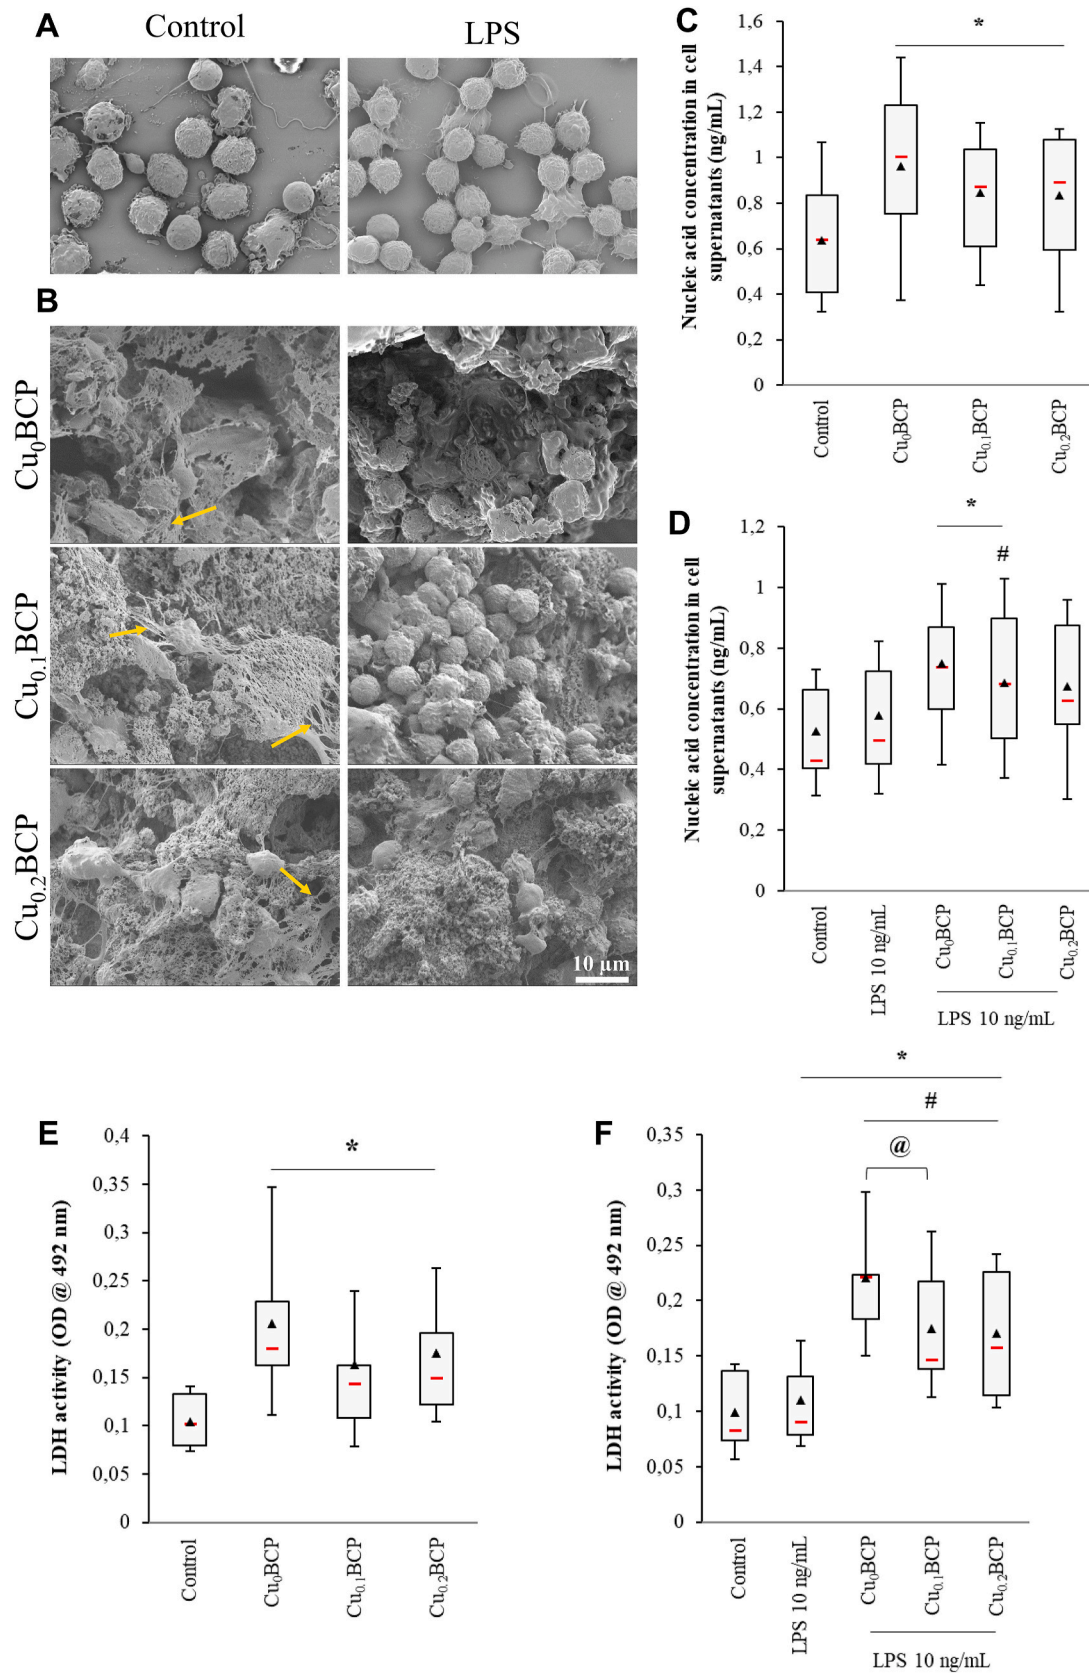 A
Control
LPS
B
Cu0BCP
Cu0.1BCP
Cu0.2BCP
10 µm
C
*
Nucleic acid concentration in cell
supernatants (ng/mL)
1,6
1,4
1,2
1
0,8
0,6
0,4
0,2
0
Control
Cu0BCP
Cu0.1BCP
Cu0.2BCP
D
*
#
Nucleic acid concentration in cell
supernatants (ng/mL)
1,2
1
0,8
0,6
0,4
0,2
0
Control
LPS 10 ng/mL
Cu0BCP
Cu0.1BCP
Cu0.2BCP
LPS 10 ng/mL
E
*
LDH activity (OD @ 492 nm)
0,4
0,35
0,3
0,25
0,2
0,15
0,1
0,05
0
Control
Cu0BCP
Cu0.1BCP
Cu0.2BCP
F
*
#
@
LDH activity (OD @ 492 nm)
0,35
0,3
0,25
0,2
0,15
0,1
0,05
0
Control
LPS 10 ng/mL
Cu0BCP
Cu0.1BCP
Cu0.2BCP
LPS 10 ng/mL